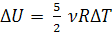 ΔU = 5/2 νRΔT